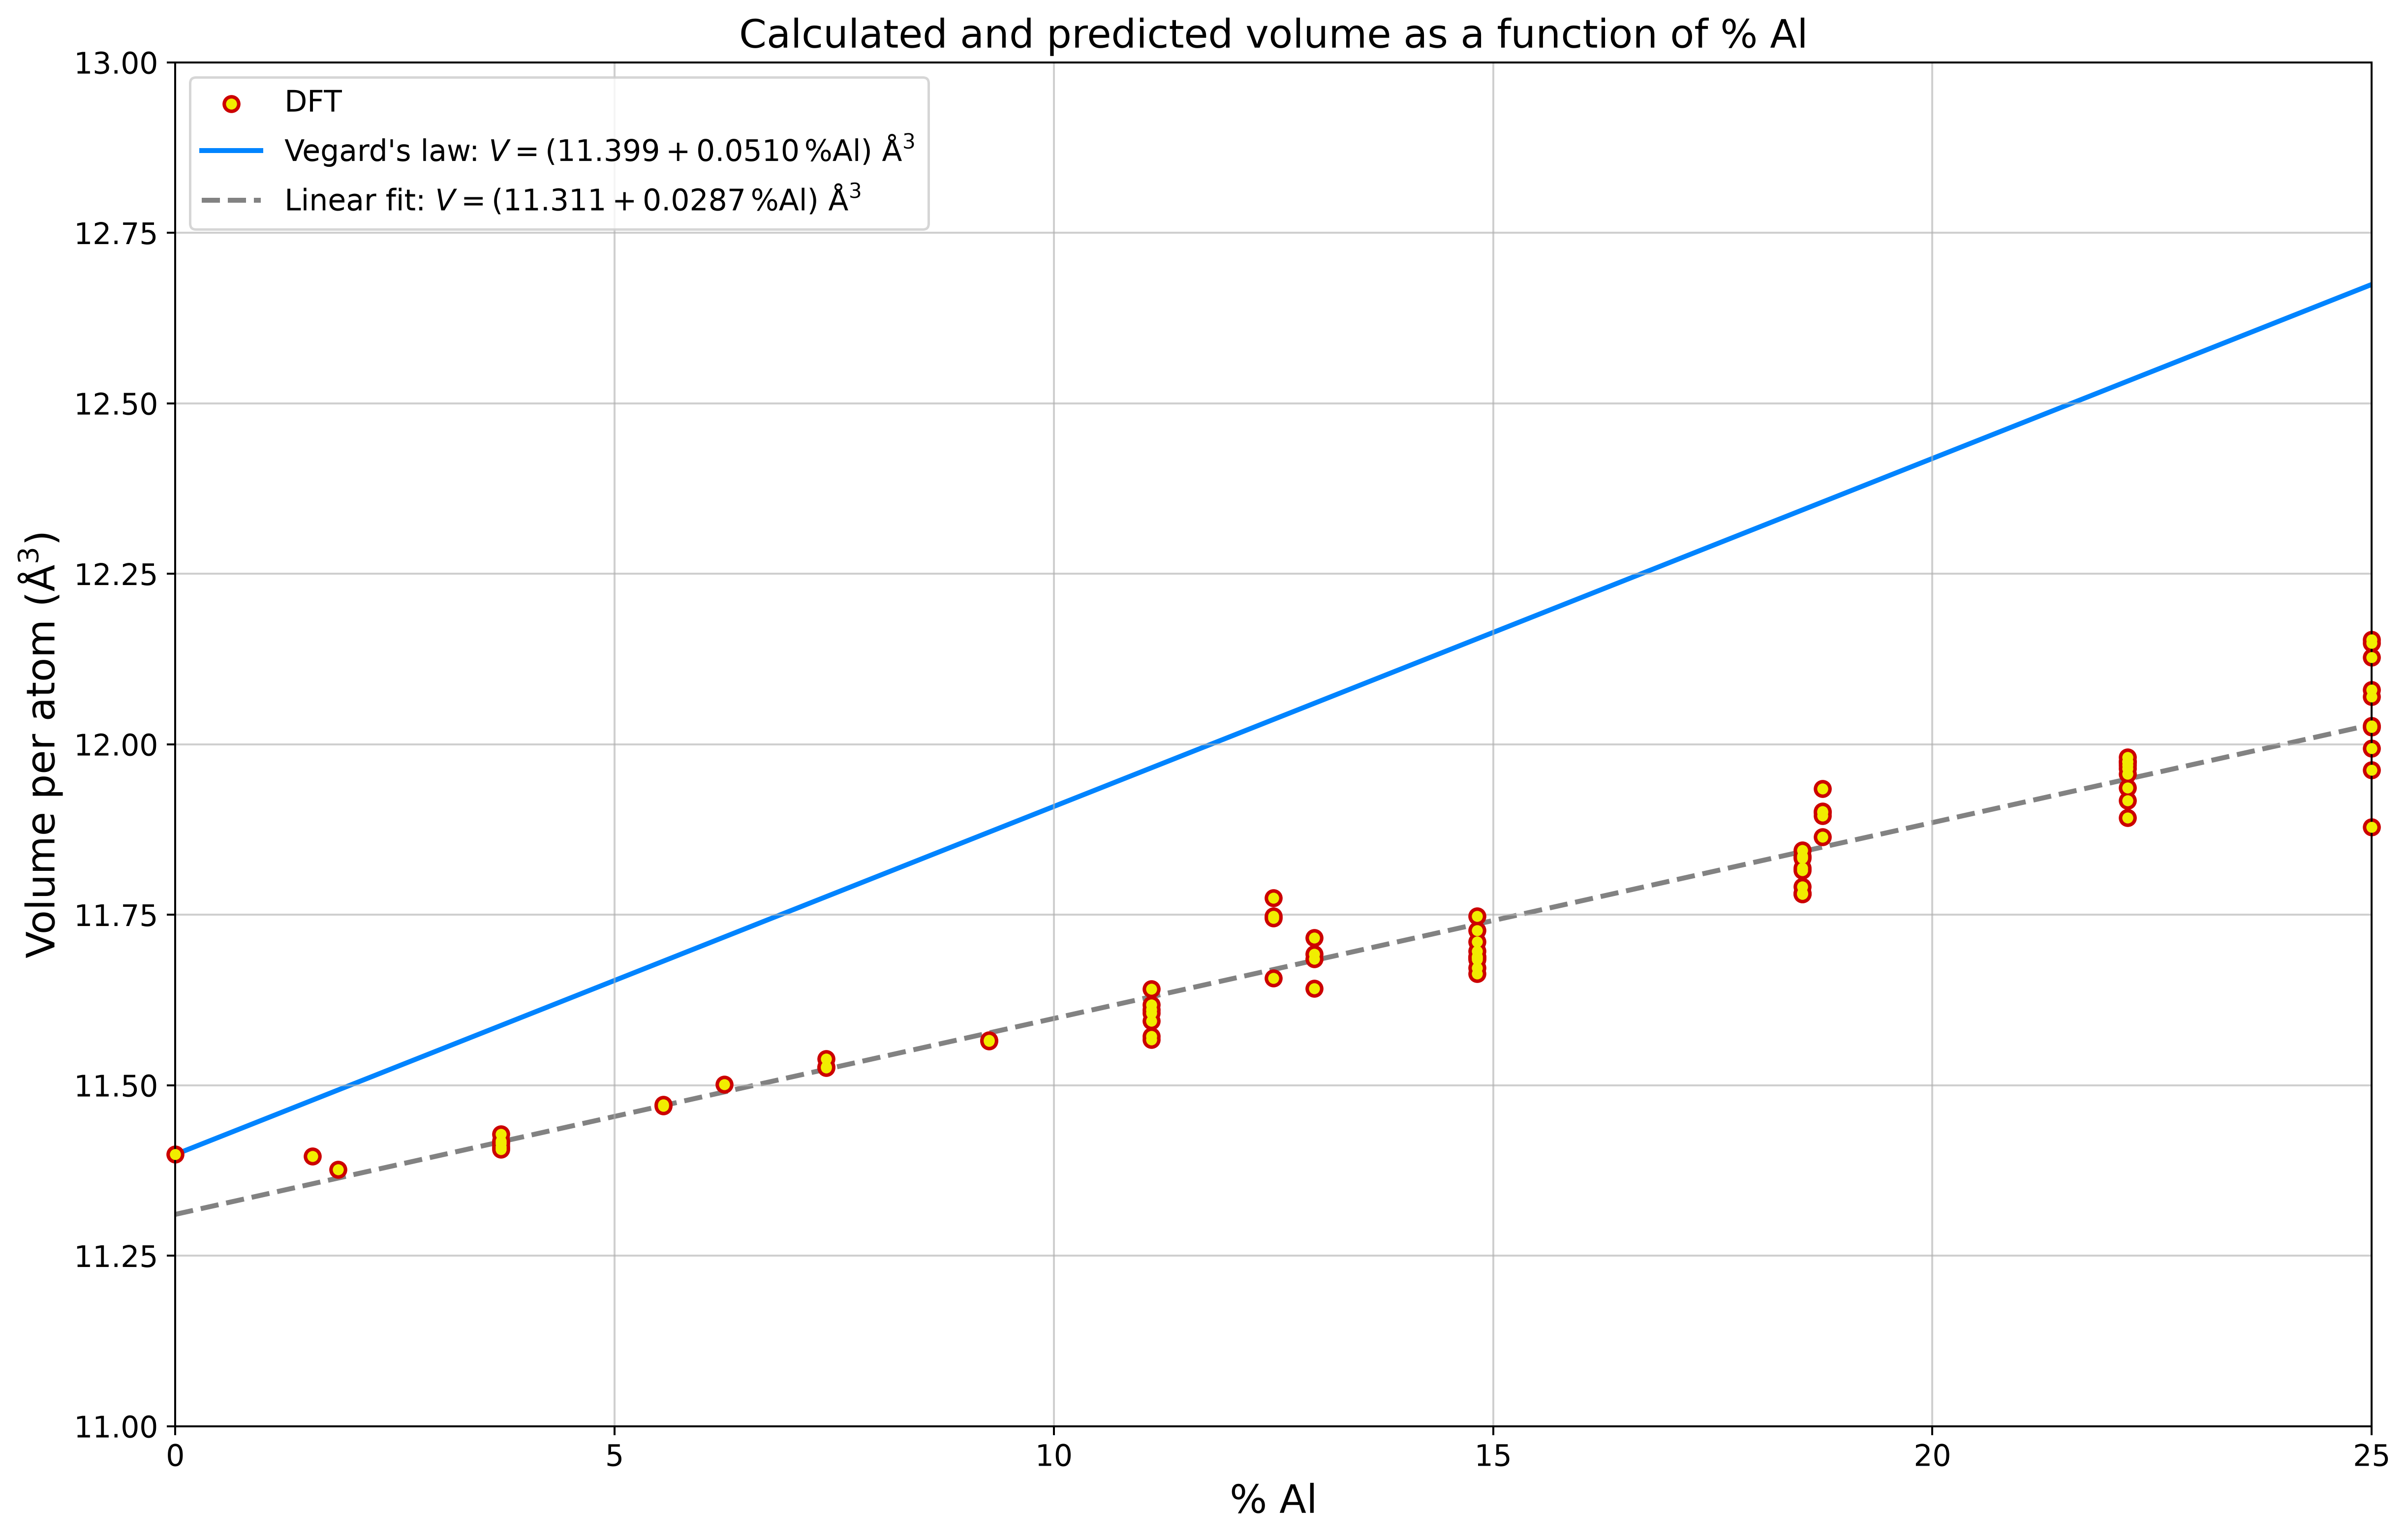 Calculated and predicted volume as a function of % Al
DFT
Vegard's law: V = (11.399 + 0.0510 %Al) Å³
Linear fit: V = (11.311 + 0.0287 %Al) Å³
Volume per atom (Å³)
13.00
12.75
12.50
12.25
12.00
11.75
11.50
11.25
11.00
0 5 10 15 20 25
% Al